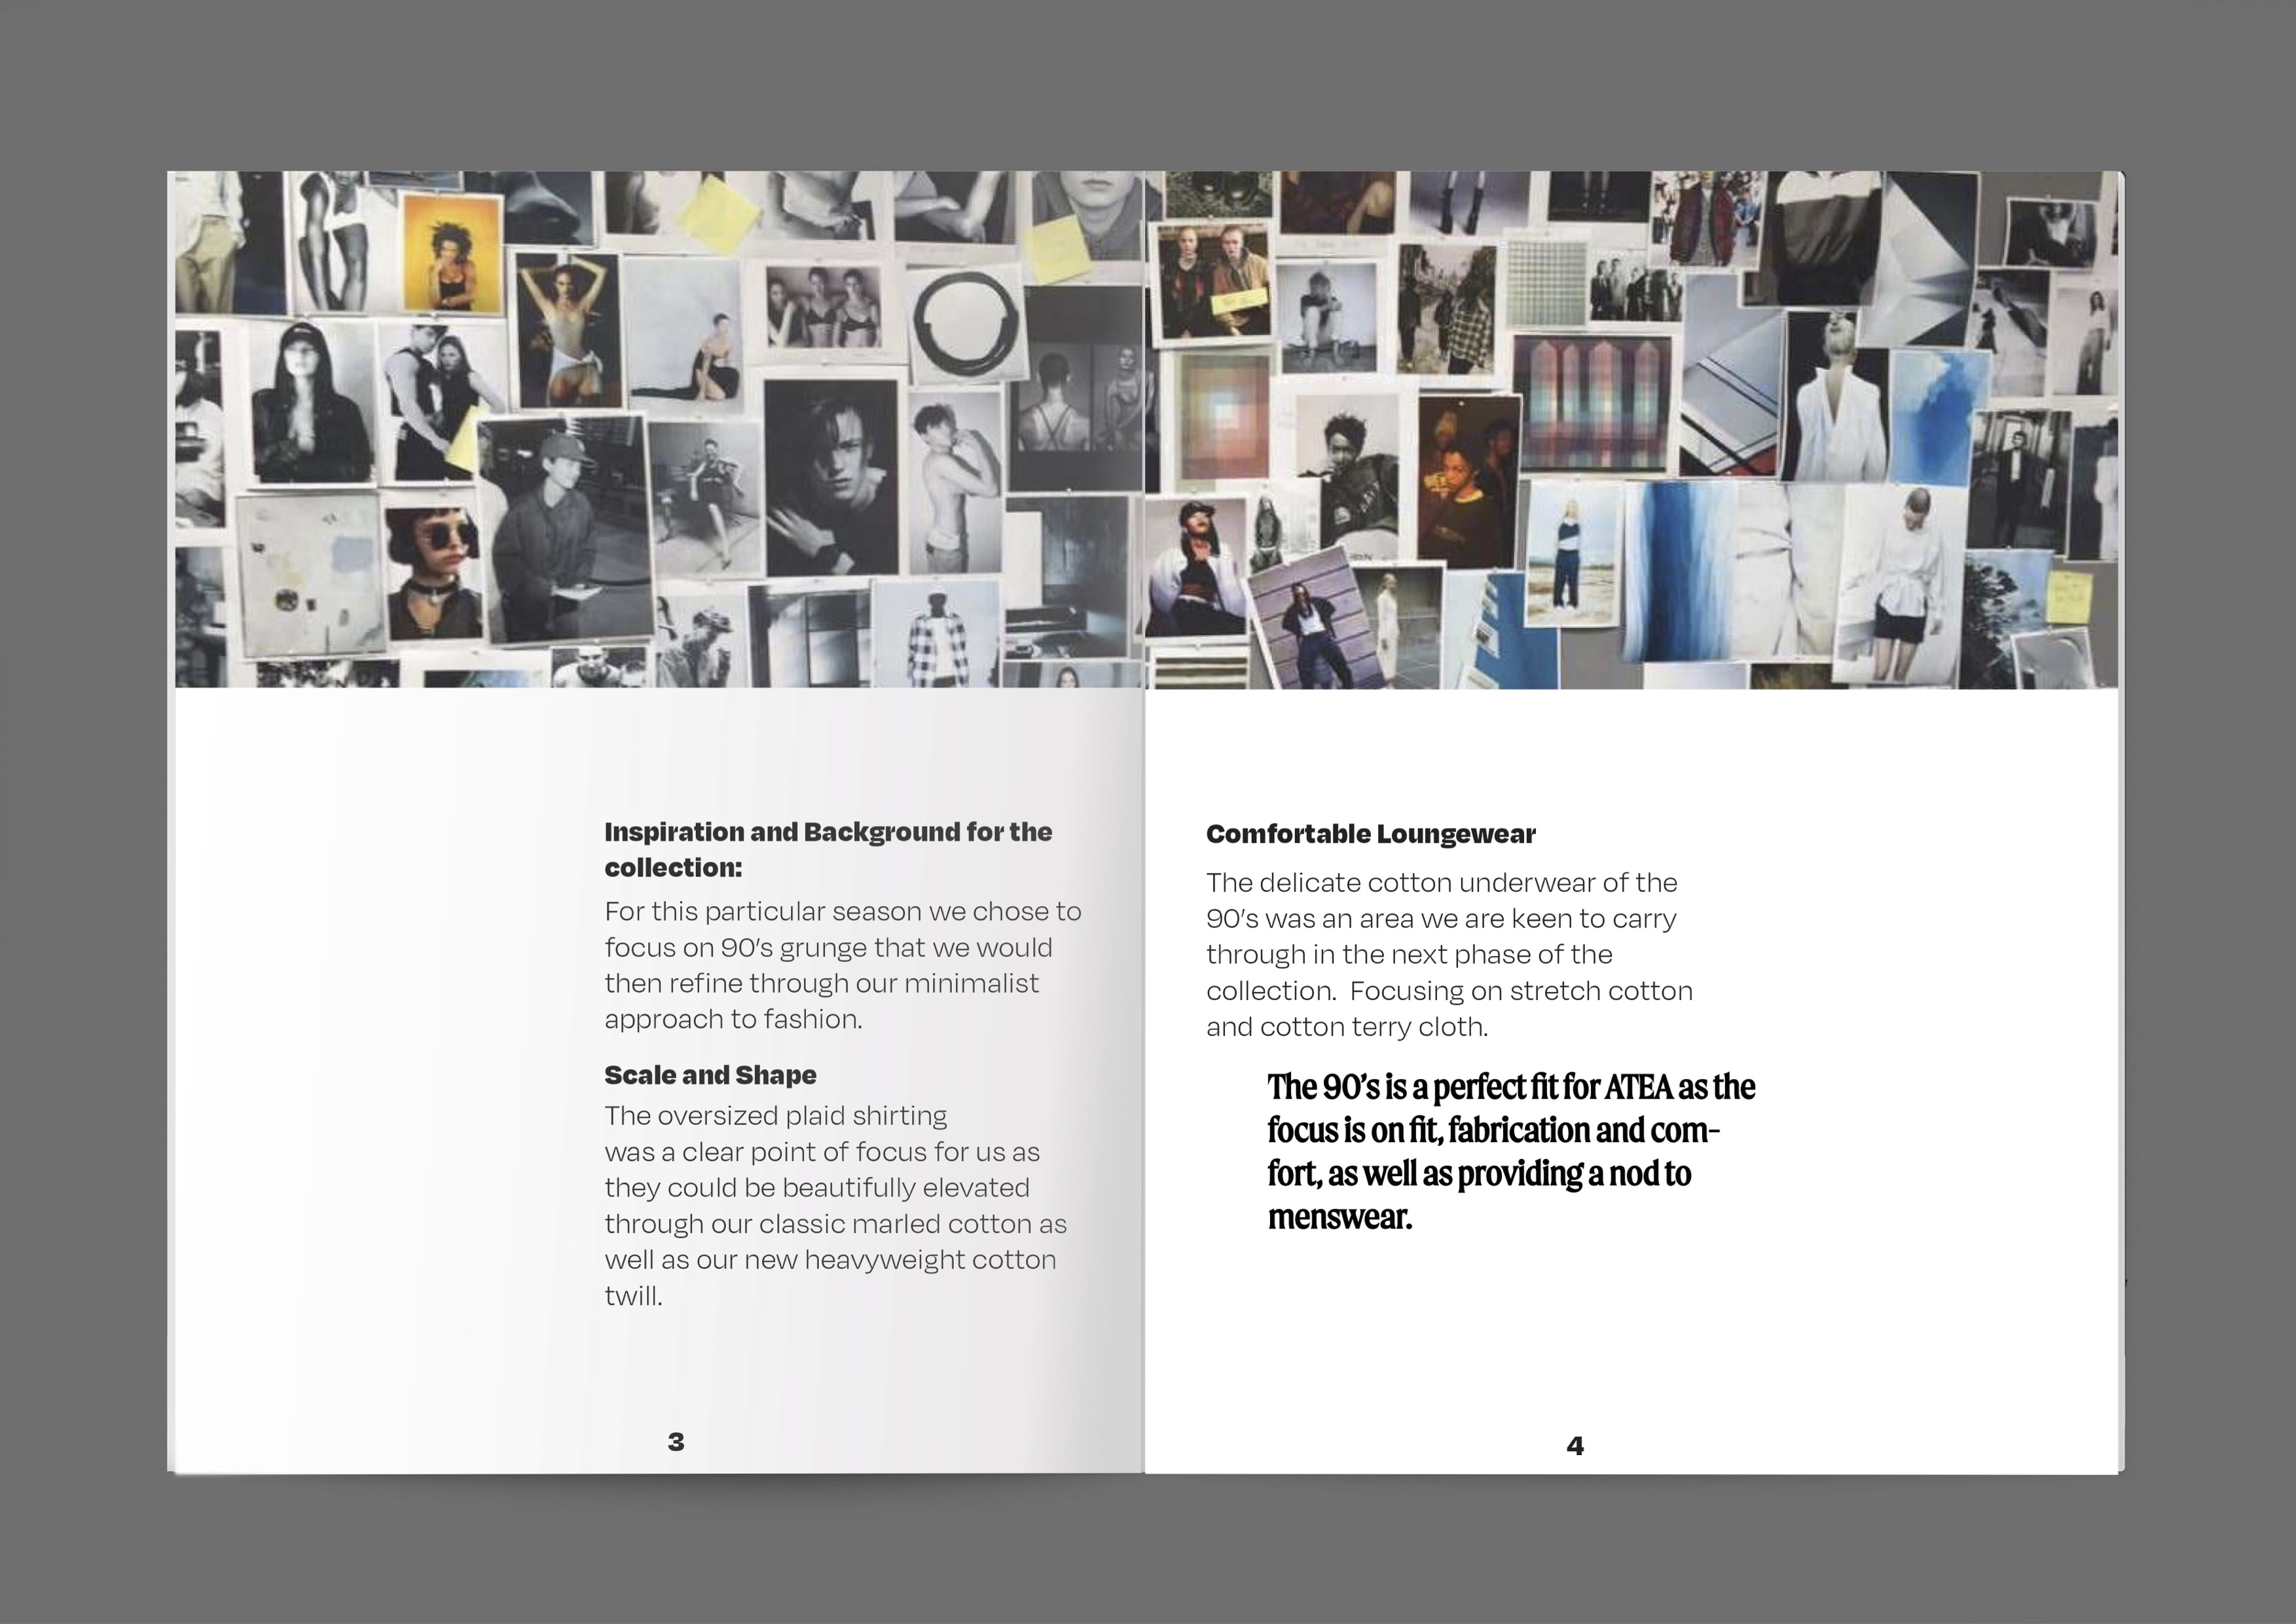 Inspiration and Background for the
collection:
For this particular season we chose to
focus on 90's grunge that we would
then refine through our minimalist
approach to fashion.
Scale and Shape
The oversized plaid shirting
was a clear point of focus for us as
they could be beautifully elevated
through our classic marled cotton as
well as our new heavyweight cotton
twill.
3
Comfortable Loungewear
The delicate cotton underwear of the
90's was an area we are keen to carry
through in the next phase of the
collection.  Focusing on stretch cotton
and cotton terry cloth.
The 90’s is a perfect fit for ATEA as the
focus is on fit, fabrication and com-
fort, as well as providing a nod to
menswear.
4